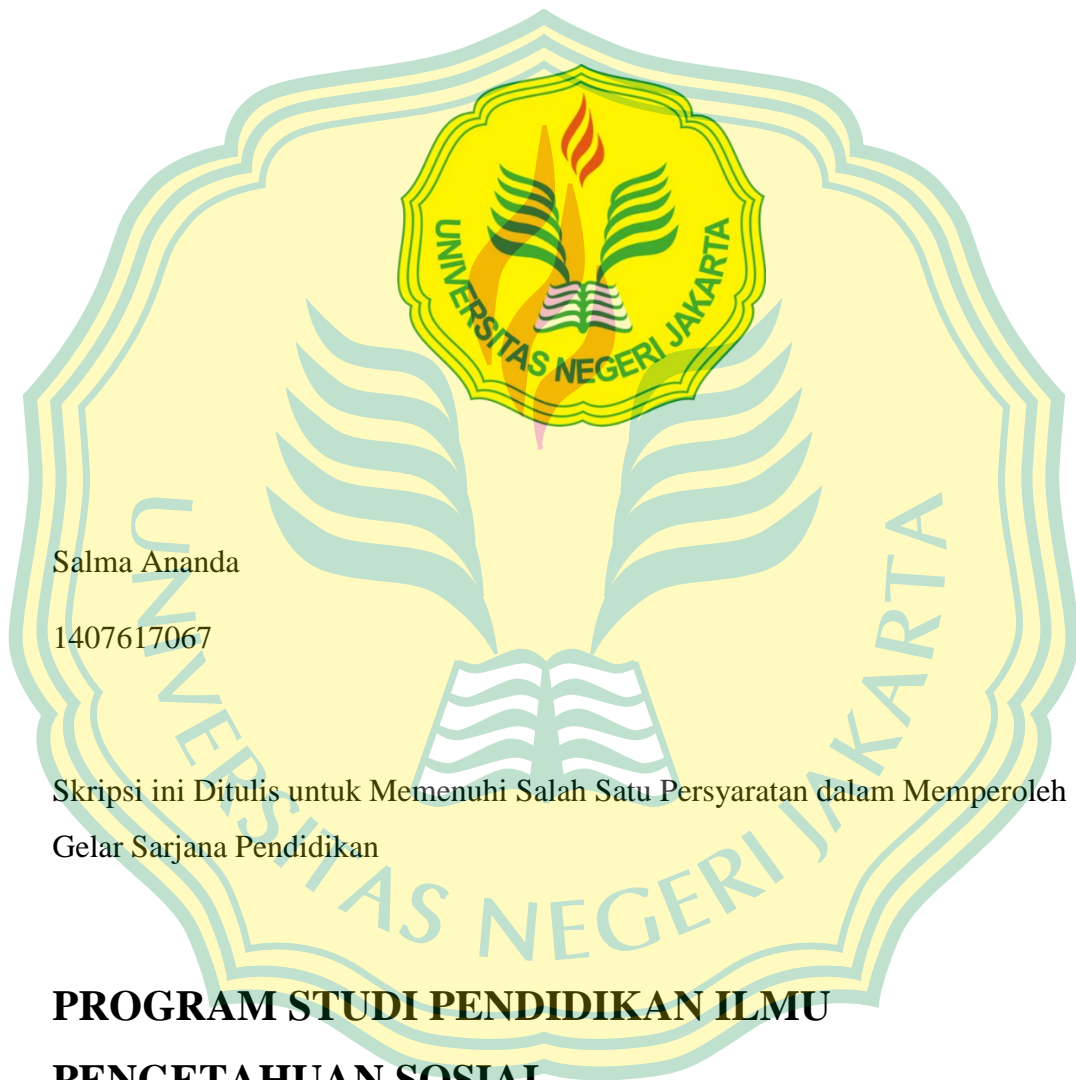 UNIVERSITAS NEGERI JAKARTA
Salma Ananda
1407617067
Skripsi ini Ditulis untuk Memenuhi Salah Satu Persyaratan dalam Memperoleh
Gelar Sarjana Pendidikan
UNIVERSITAS NEGERI JAKARTA
PROGRAM STUDI PENDIDIKAN ILMU
PENGETAHUAN SOSIAL